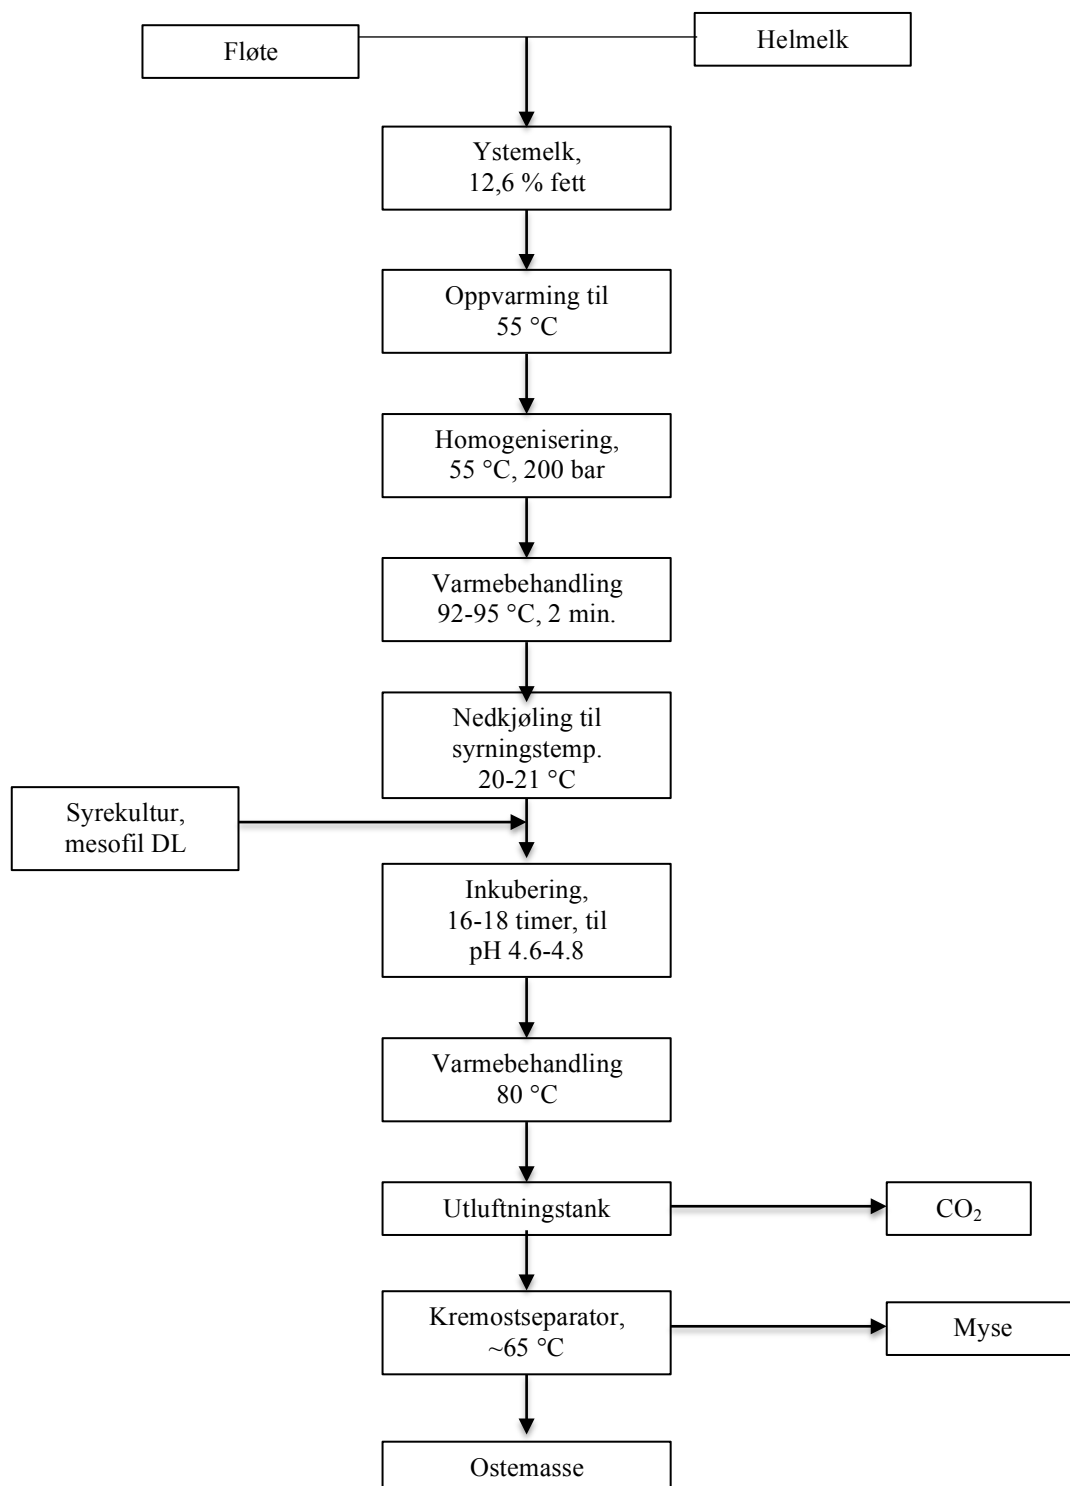 Fløte
Helmelk
Ystemelk,
12,6 % fett
Oppvarming til
55 °C
Homogenisering,
55 °C, 200 bar
Varmebehandling
92-95 °C, 2 min.
Nedkjøling til
syrningstemp.
20-21 °C
Syrekultur,
mesofil DL
Inkubering,
16-18 timer, til
pH 4.6-4.8
Varmebehandling
80 °C
Utluftningstank
CO₂
Kremostseparator,
~65 °C
Myse
Ostemasse